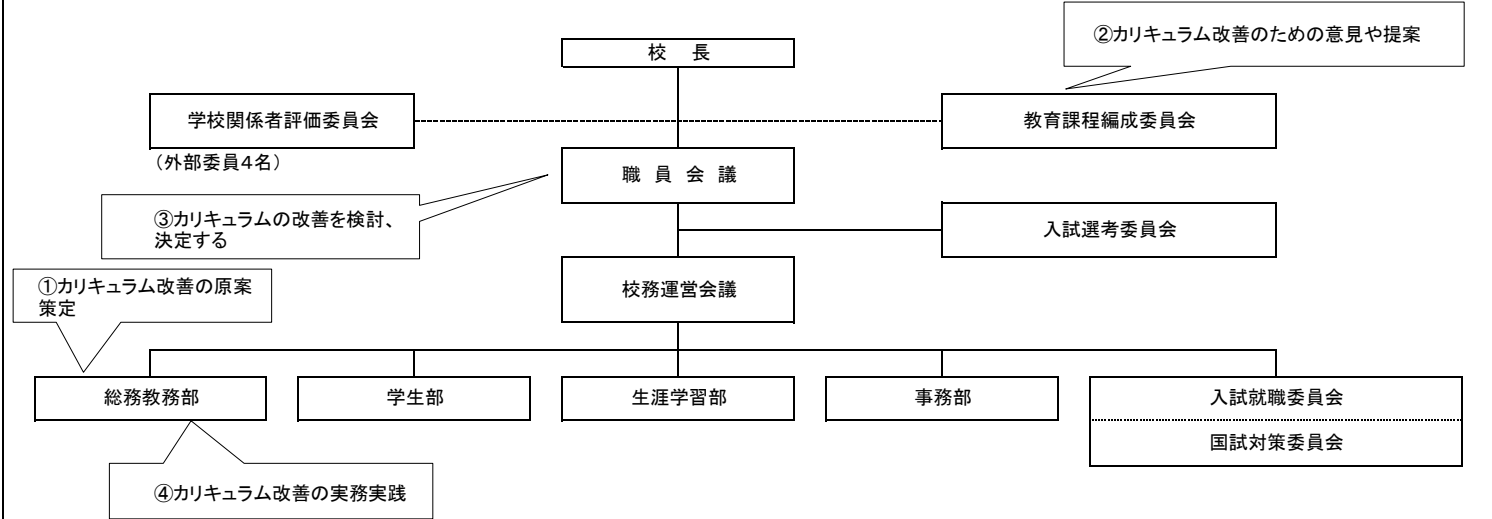 ②カリキュラム改善のための意見や提案
校　長
学校関係者評価委員会
教育課程編成委員会
（外部委員４名）
職　員　会　議
③カリキュラムの改善を検討、
決定する
入試選考委員会
①カリキュラム改善の原案
策定
校務運営会議
総務教務部
学生部
生涯学習部
事務部
入試就職委員会
国試対策委員会
④カリキュラム改善の実務実践